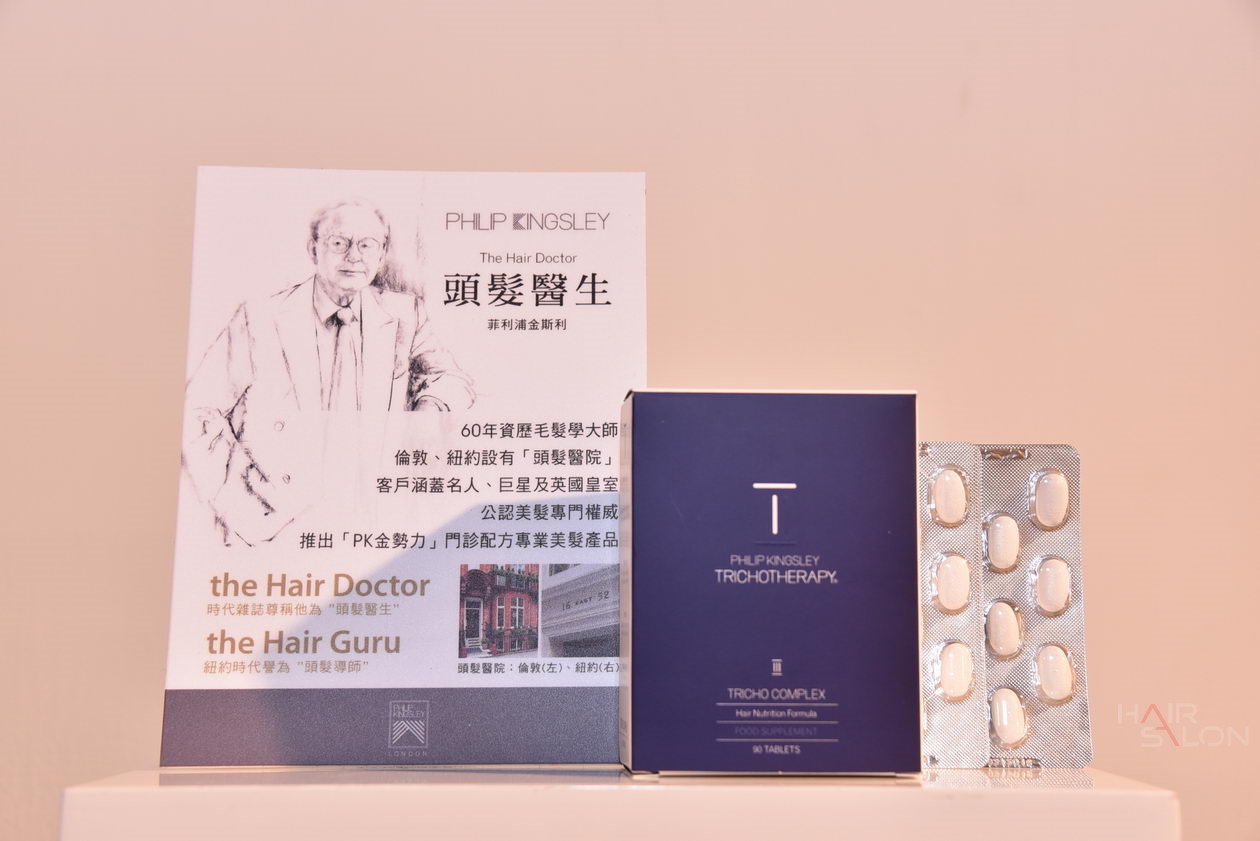 PHILIP KINGSLEY
The Hair Doctor
頭髮醫生
菲利浦金斯利
60年資歷毛髮學大師
倫敦、紐約設有「頭髮醫院」
客戶涵蓋名人、巨星及英國皇室
公認美髮專門權威
推出「PK金勢力」門診配方專業美髮產品
the Hair Doctor
時代雜誌尊稱他為 "頭髮醫生"
the Hair Guru
紐約時代譽為 "頭髮導師"
16 EAST 52
頭髮醫院：倫敦(左)、紐約(右)
PHILIP
KINGSLEY
LONDON
T
PHILIP KINGSLEY
TRICHOTHERAPY®
TRICHO COMPLEX
Hair Nutrition Formula
FOOD SUPPLEMENT
90 TABLETS
HAIR
SALON